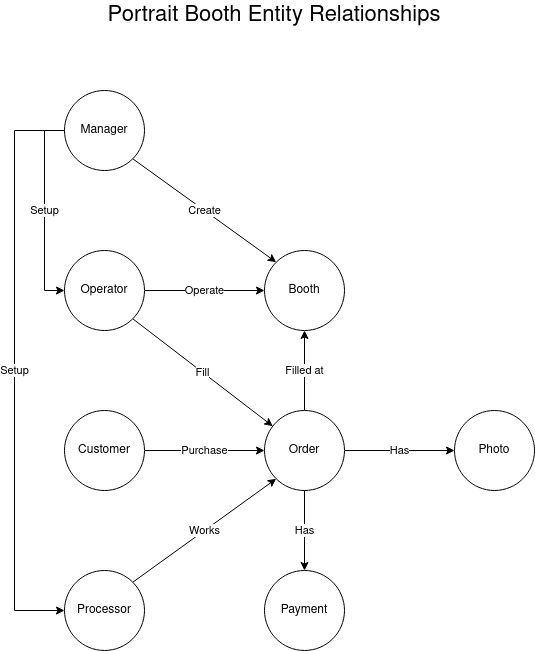 Portrait Booth Entity Relationships
Manager
Setup
Create
Operator
Operate
Booth
Setup
Fill
Filled at
Customer
Purchase
Order
Has
Photo
Works
Has
Processor
Payment